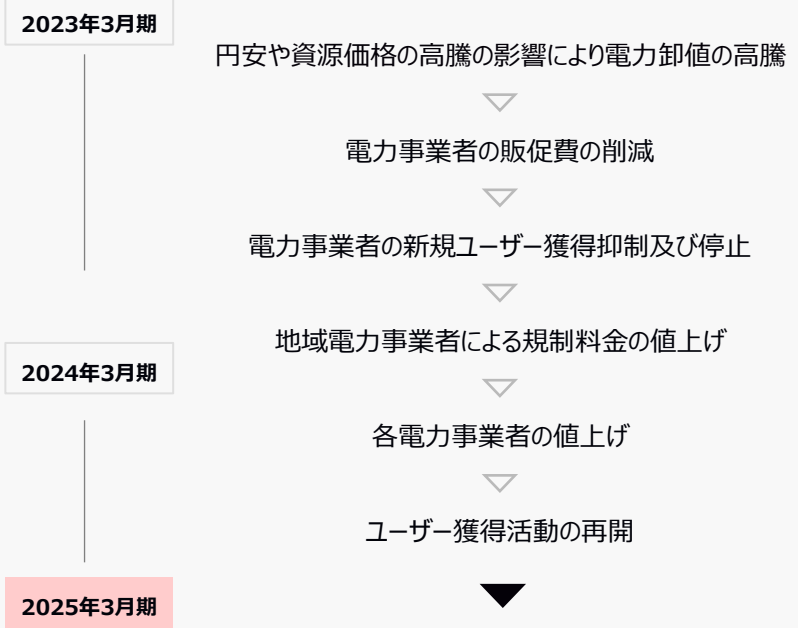 2023年3月期
円安や資源価格の高騰の影響により電力卸値の高騰
電力事業者の販促費の削減
電力事業者の新規ユーザー獲得抑制及び停止
地域電力事業者による規制料金の値上げ
2024年3月期
各電力事業者の値上げ
ユーザー獲得活動の再開
2025年3月期